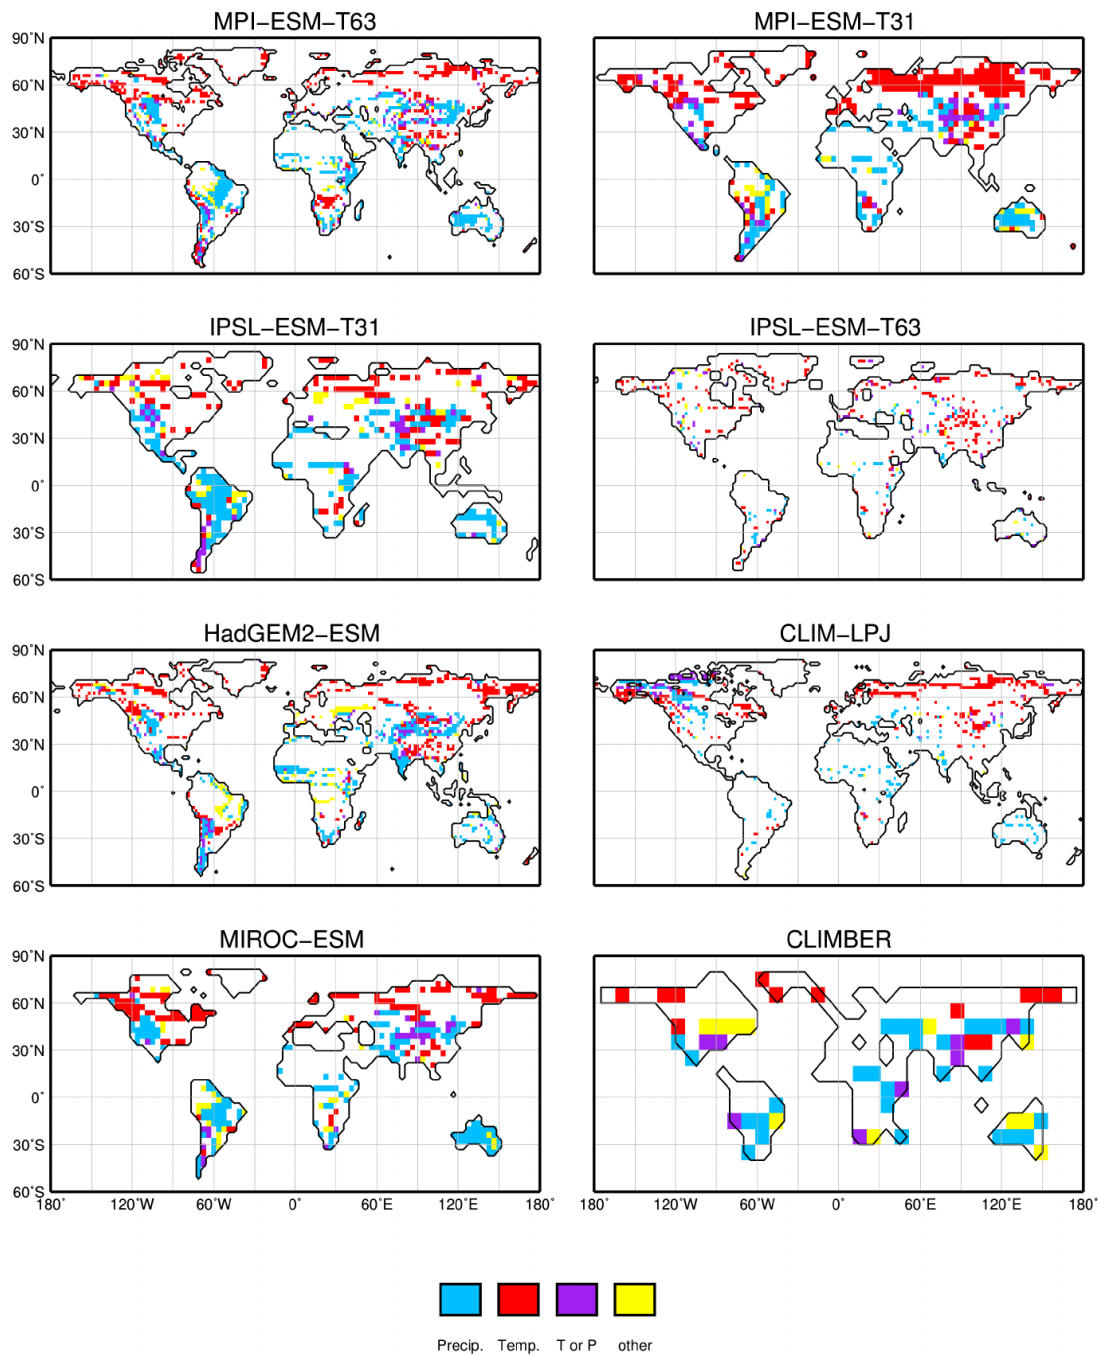 MPI−ESM−T63
MPI−ESM−T31
90˚N
60˚N
30˚N
0˚
30˚S
60˚S
IPSL−ESM−T31
IPSL−ESM−T63
90˚N
60˚N
30˚N
0˚
30˚S
60˚S
HadGEM2−ESM
CLIM−LPJ
90˚N
60˚N
30˚N
0˚
30˚S
60˚S
MIROC−ESM
CLIMBER
90˚N
60˚N
30˚N
0˚
30˚S
60˚S
180˚ 120˚W 60˚W 0˚ 60˚E 120˚E 180˚
180˚ 120˚W 60˚W 0˚ 60˚E 120˚E 180˚
Precip. Temp. T or P other